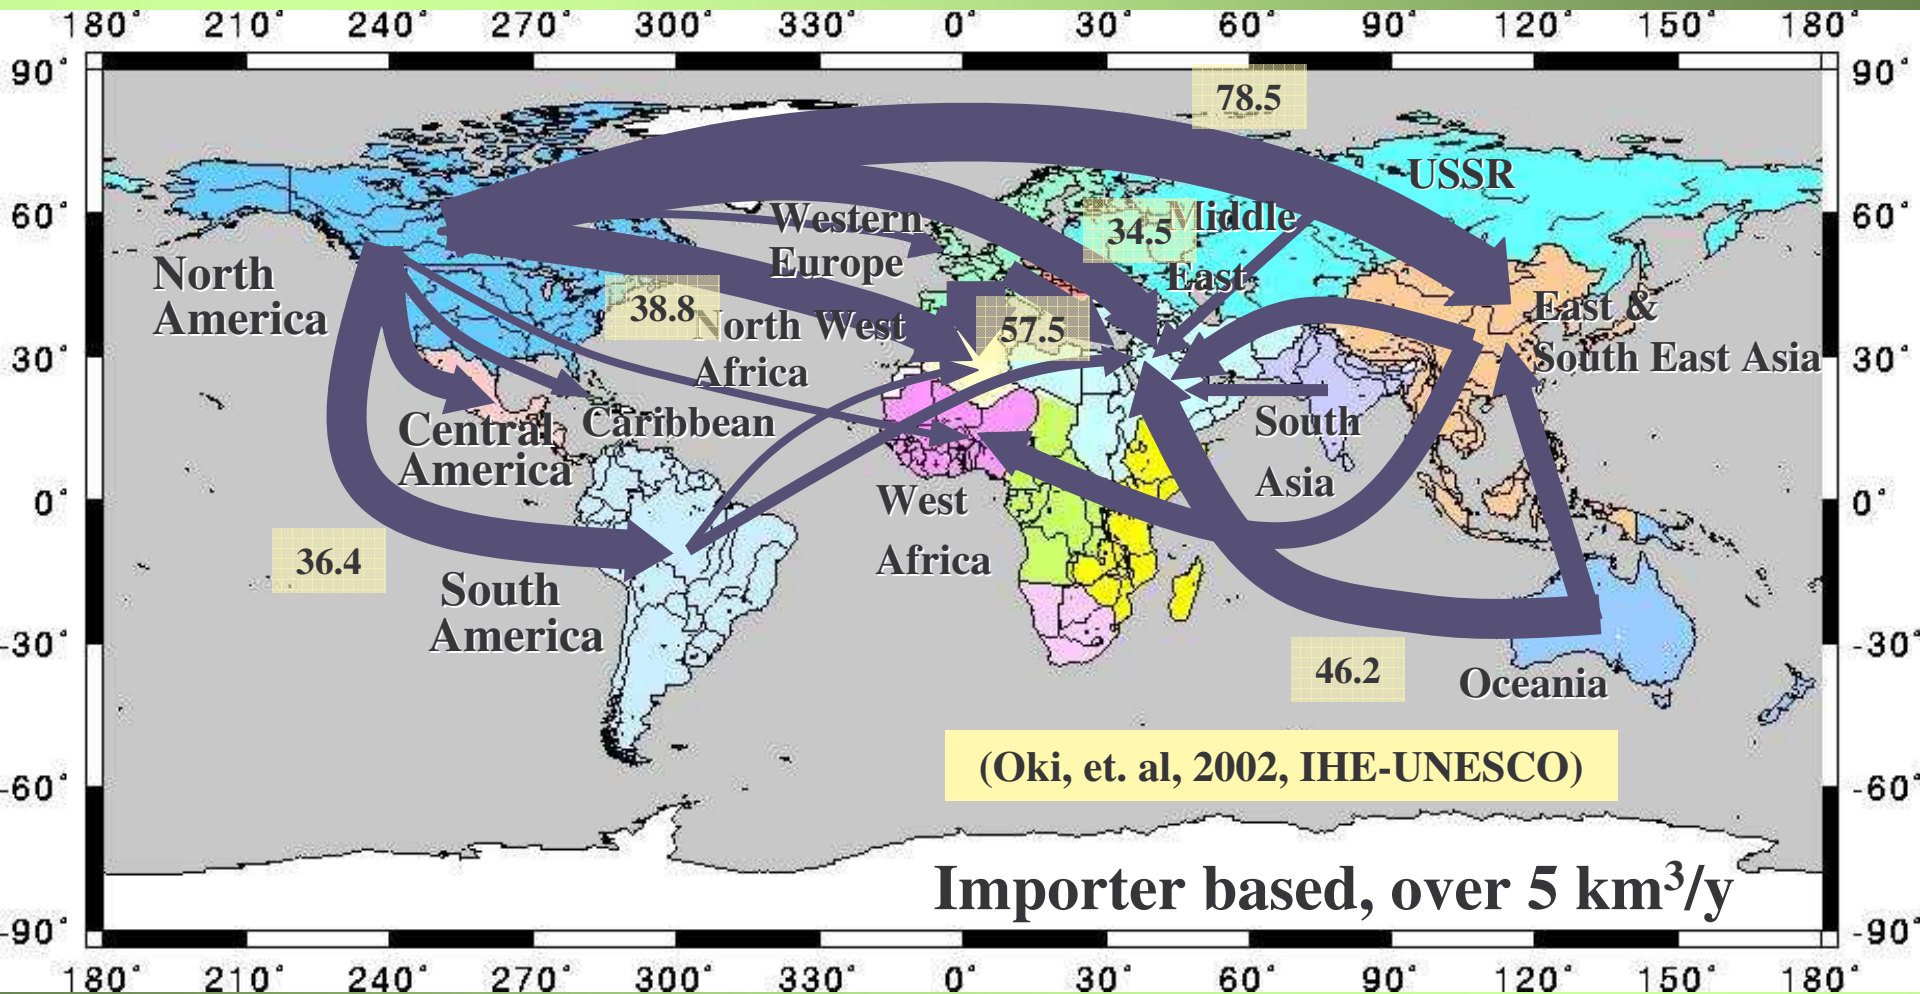 180° 210° 240° 270° 300° 330° 0° 30° 60° 90° 120° 150° 180°
90° 90°
78.5
USSR
60° 60°
Western
Europe
34.5
Middle
East
North
America
38.8
North West
Africa
57.5
East &
South East Asia
30° 30°
Central
America
Caribbean
South
Asia
West
Africa
0° 0°
36.4
South
America
-30° -30°
46.2
Oceania
(Oki, et. al, 2002, IHE-UNESCO)
-60° -60°
Importer based, over 5 km³/y
-90° -90°
180° 210° 240° 270° 300° 330° 0° 30° 60° 90° 120° 150° 180°